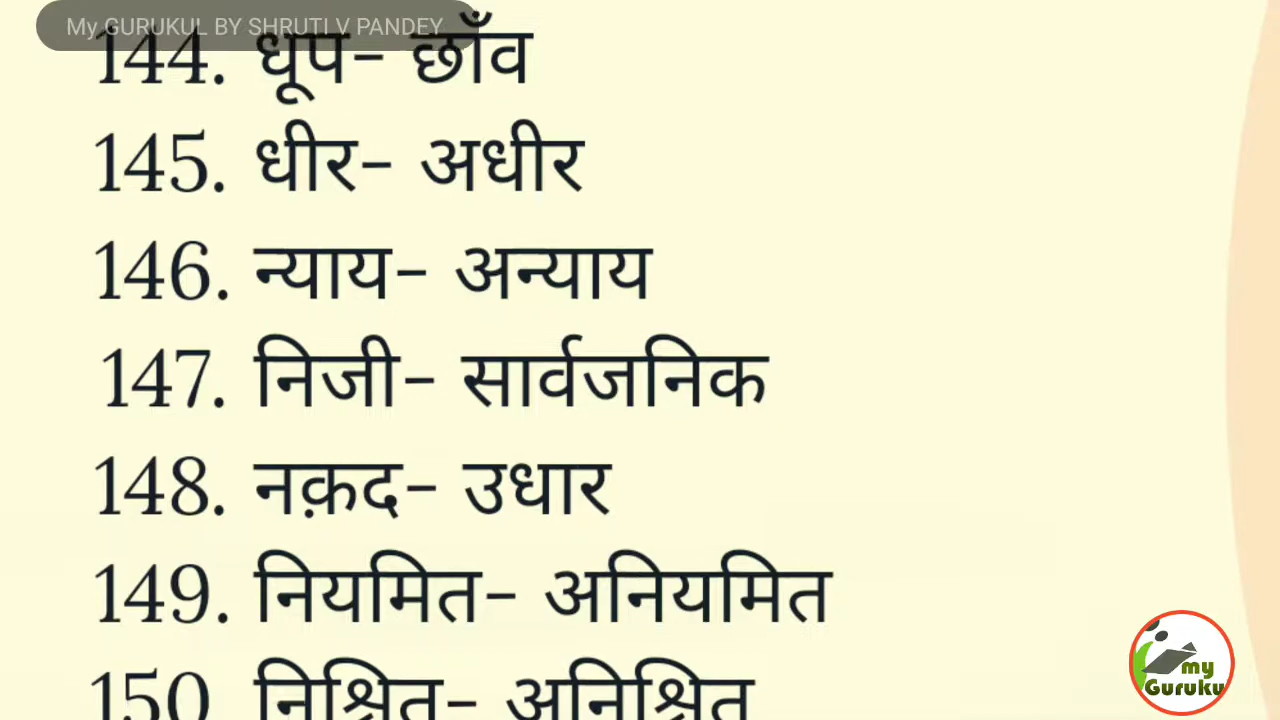 My GURUKUL BY SHRUTI V PANDEY
144. धूप- छाँव
145. धीर- अधीर
146. न्याय- अन्याय
147. निजी- सार्वजनिक
148. नक़द- उधार
149. नियमित- अनियमित
150. निश्चित- अनिश्चित
my
Guruku